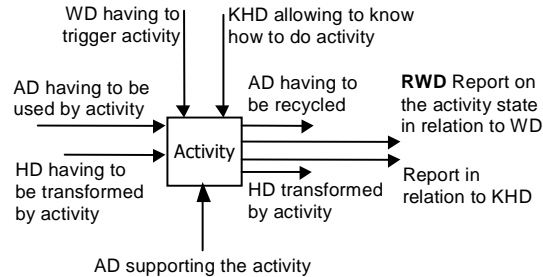 WD having to
trigger activity
KHD allowing to know
how to do activity
AD having to be
used by activity
AD having to
be recycled
RWD Report on
the activity state
in relation to WD
Activity
HD having to
be transformed
by activity
HD transformed
by activity
Report in
relation to KHD
AD supporting the activity